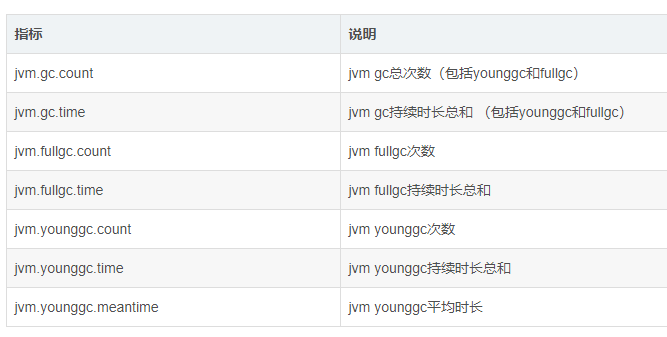 指标 说明
jvm.gc.count jvm gc总次数（包括younggc和fullgc）
jvm.gc.time jvm gc持续时长总和 （包括younggc和fullgc）
jvm.fullgc.count jvm fullgc次数
jvm.fullgc.time jvm fullgc持续时长总和
jvm.younggc.count jvm younggc次数
jvm.younggc.time jvm younggc持续时长总和
jvm.younggc.meantime jvm younggc平均时长